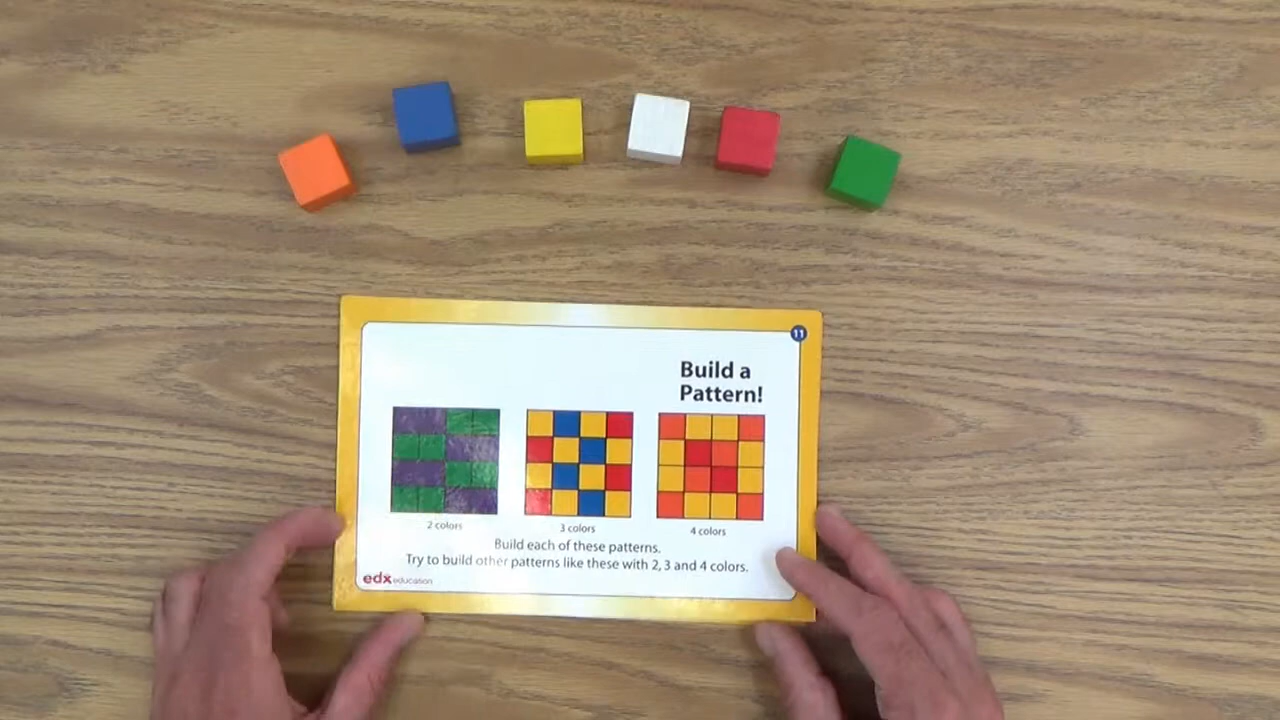 11
Build a
Pattern!
2 colors
3 colors
4 colors
Build each of these patterns.
Try to build other patterns like these with 2, 3 and 4 colors.
edx education